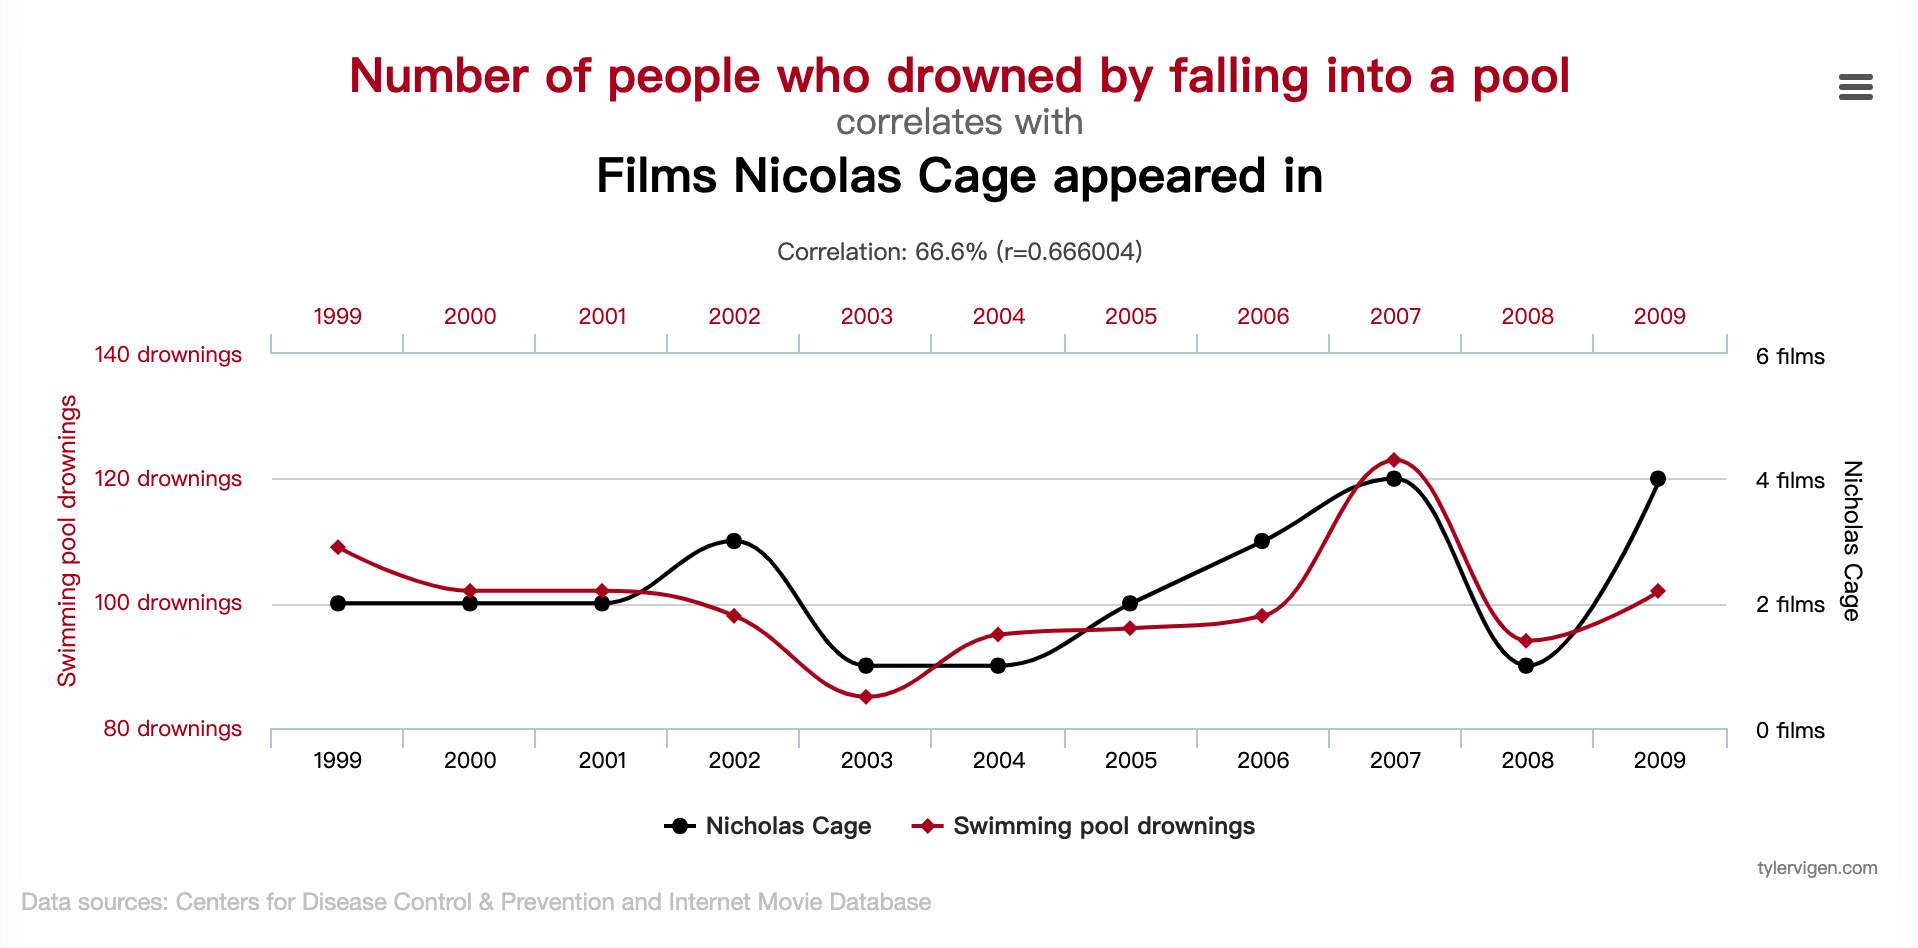 Number of people who drowned by falling into a pool
correlates with
Films Nicolas Cage appeared in
Correlation: 66.6% (r=0.666004)
1999 2000 2001 2002 2003 2004 2005 2006 2007 2008 2009
140 drownings
6 films
Swimming pool drownings
120 drownings
4 films
Nicholas Cage
100 drownings
2 films
80 drownings
0 films
1999 2000 2001 2002 2003 2004 2005 2006 2007 2008 2009
Nicholas Cage Swimming pool drownings
tylervigen.com
Data sources: Centers for Disease Control & Prevention and Internet Movie Database